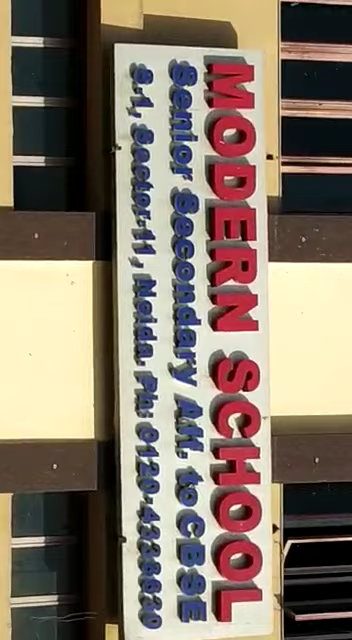 MODERN SCHOOL
Senior Secondary Aff. to CBSE
S-1, Sector-11, Noida. Ph: 0120-4338630